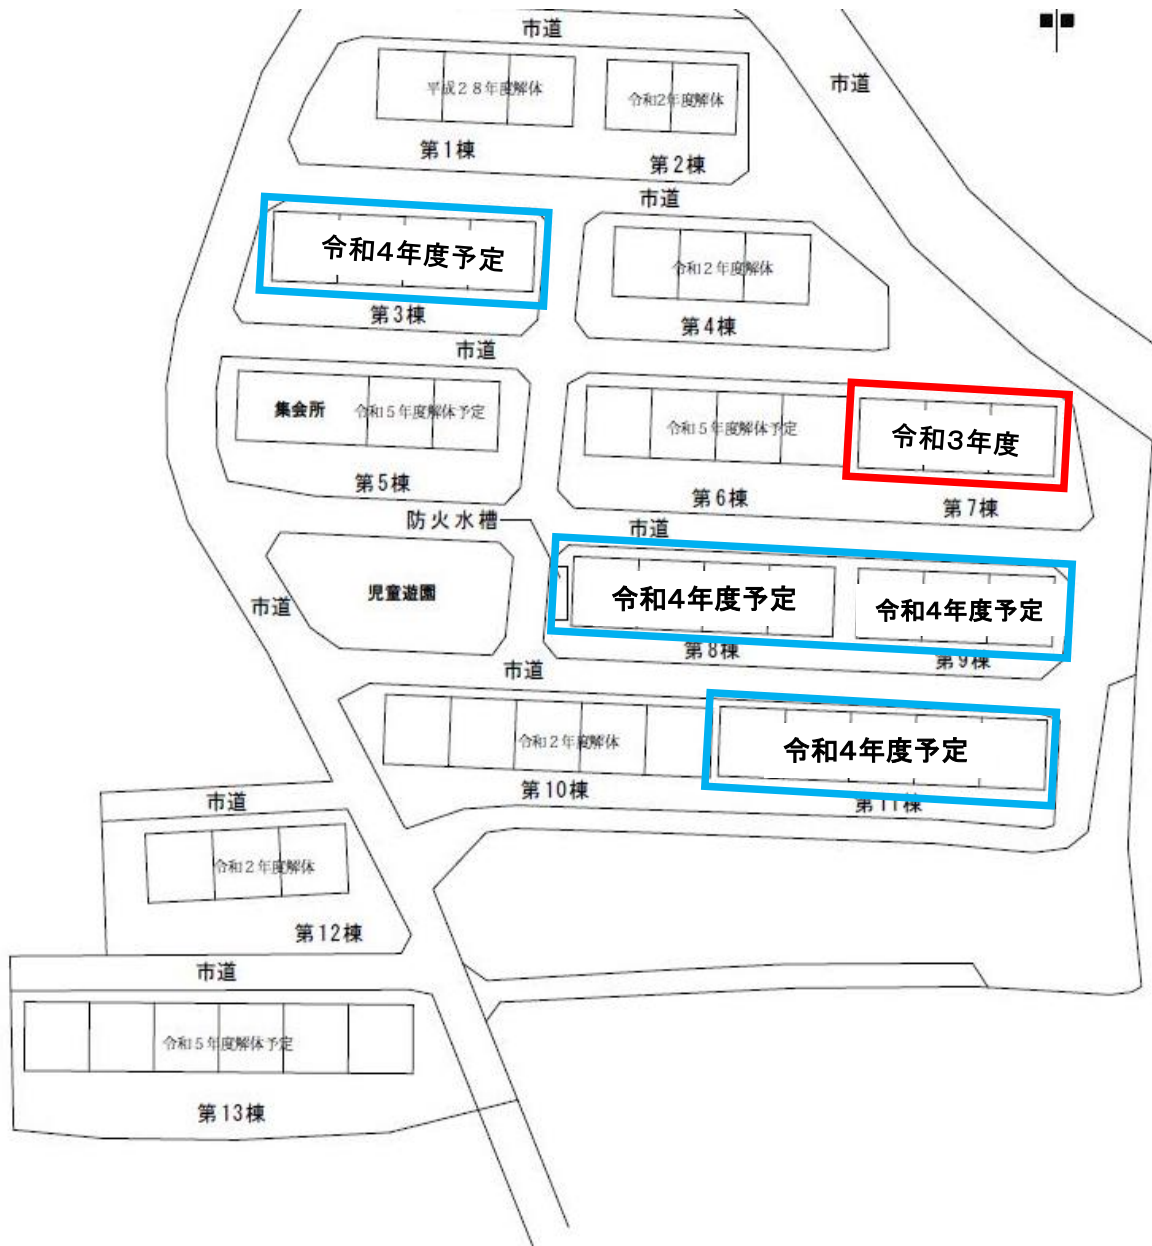 市道
市道
平成２８年度解体
令和2年度解体
第1棟
第2棟
市道
令和4年度予定
令和２年度解体
第3棟
第4棟
市道
集会所
令和５年度解体予定
令和５年度解体予定
令和3年度
第5棟
第6棟
第7棟
防火水槽
市道
児童遊園
令和4年度予定
令和4年度予定
市道
第8棟
第9棟
市道
令和２年度解体
令和4年度予定
第10棟
第11棟
市道
令和２年度解体
第12棟
市道
令和５年度解体予定
第13棟